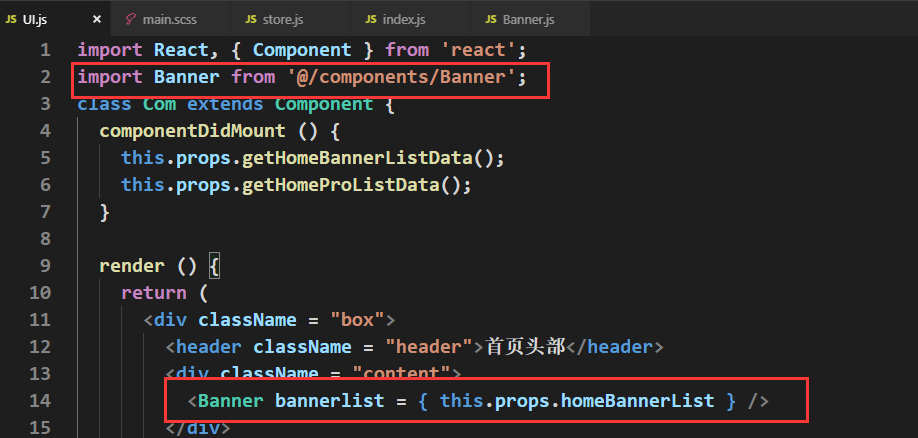 JS UI.js × main.scss JS store.js JS index.js JS Banner.js
1 import React, { Component } from 'react';
2 import Banner from '@/components/Banner';
3 class Com extends Component {
4 componentDidMount () {
5 this.props.getHomeBannerListData();
6 this.props.getHomeProListData();
7 }
8
9 render () {
10 return (
11 <div className = "box">
12 <header className = "header">首页头部</header>
13 <div className = "content">
14 <Banner bannerlist = { this.props.homeBannerList } />
15 </div>